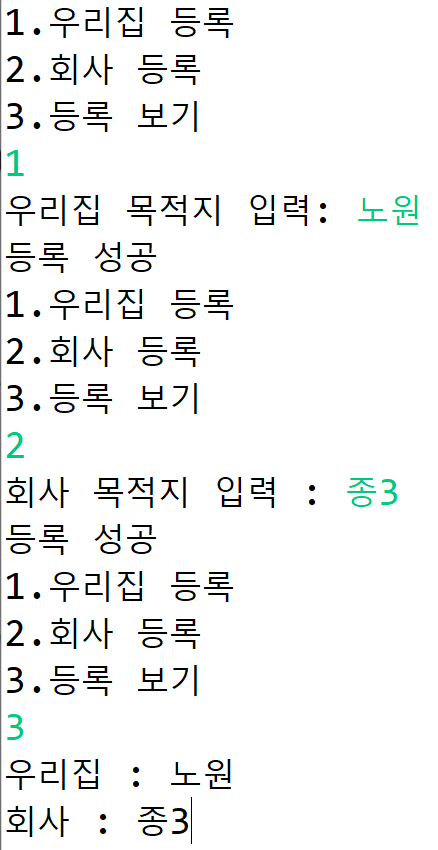 1.우리집 등록
2.회사 등록
3.등록 보기
1
우리집 목적지 입력: 노원
등록 성공
1.우리집 등록
2.회사 등록
3.등록 보기
2
회사 목적지 입력 : 종3
등록 성공
1.우리집 등록
2.회사 등록
3.등록 보기
3
우리집 : 노원
회사 : 종3